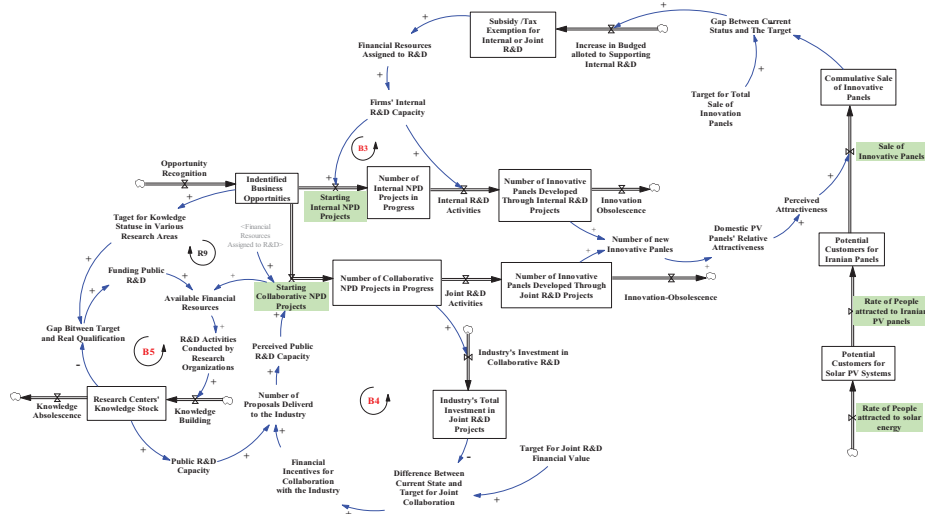 Subsidy /Tax
Exemption for
Internal or Joint
R&D
Increase in Budged
alloted to Supporting
Internal R&D
Gap Between Current
Status and The Target
Financial Resources
Assigned to R&D
Target for Total
Sale of
Innovation
Panels
Commulative Sale
of Innovative
Panels
Firms' Internal
R&D Capacity
B3
Sale of
Innovative Panels
Opportunity
Recognition
Indentified
Business
Opportnities
Starting
Internal NPD
Projects
Number of
Internal NPD
Projects in
Progress
Internal R&D
Activities
Number of Innovative
Panels Developed
Through Internal R&D
Projects
Innovation
Obsolescence
Perceived
Attractiveness
Taget for Kowledge
Statuse in Various
Research Areas
R9
<Financial
Resources
Assigned to R&D>
Number of new
Innovative Panles
Domestic PV
Panels' Relative
Attractiveness
Potential
Customers for
Iranian Panels
Funding Public
R&D
Available Financial
Resources
Starting
Collaborative NPD
Projects
Number of Collaborative
NPD Projects in Progress
Joint R&D
Activities
Number of Innovative
Panels Developed Through
Joint R&D Projects
Innovation-Obsolescence
Rate of People
attracted to Iranian
PV panels
Gap Bitween Target
and Real Qualification
B5
R&D Activities
Conducted by
Research
Organizations
Perceived Public
R&D Capacity
Industry's Investment in
Collaborative R&D
Potential
Customers for
Solar PV Systems
Research Centers'
Knowledge Stock
Knowledge
Absolescence
Knowledge
Building
Number of
Proposals Deliverd
to the Industry
B4
Industry's Total
Investment in
Joint R&D
Projects
Rate of People
attracted to solar
energy
Public R&D
Capacity
Financial
Incentives for
Collaboration
with the Industry
Difference Between
Current State and
Target for Joint
Collaboration
Target For Joint R&D
Financial Value